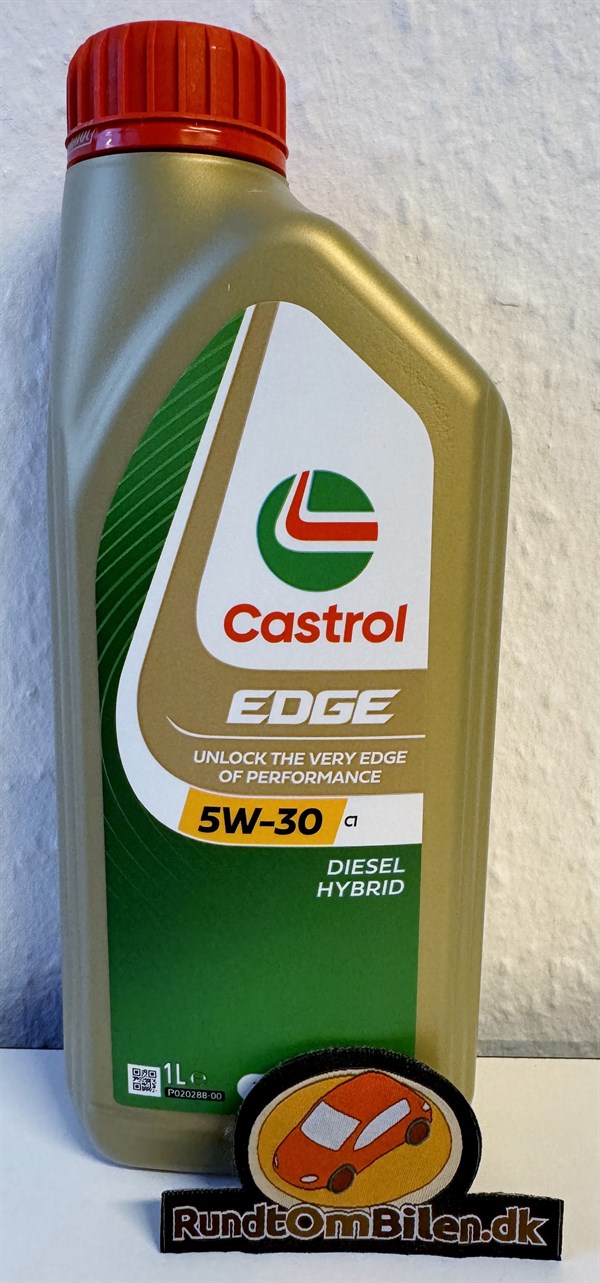 Castrol
EDGE
UNLOCK THE VERY EDGE
OF PERFORMANCE
5W-30 C1
DIESEL
HYBRID
1L ℮
P020288-00
RundtOmBilen.dk